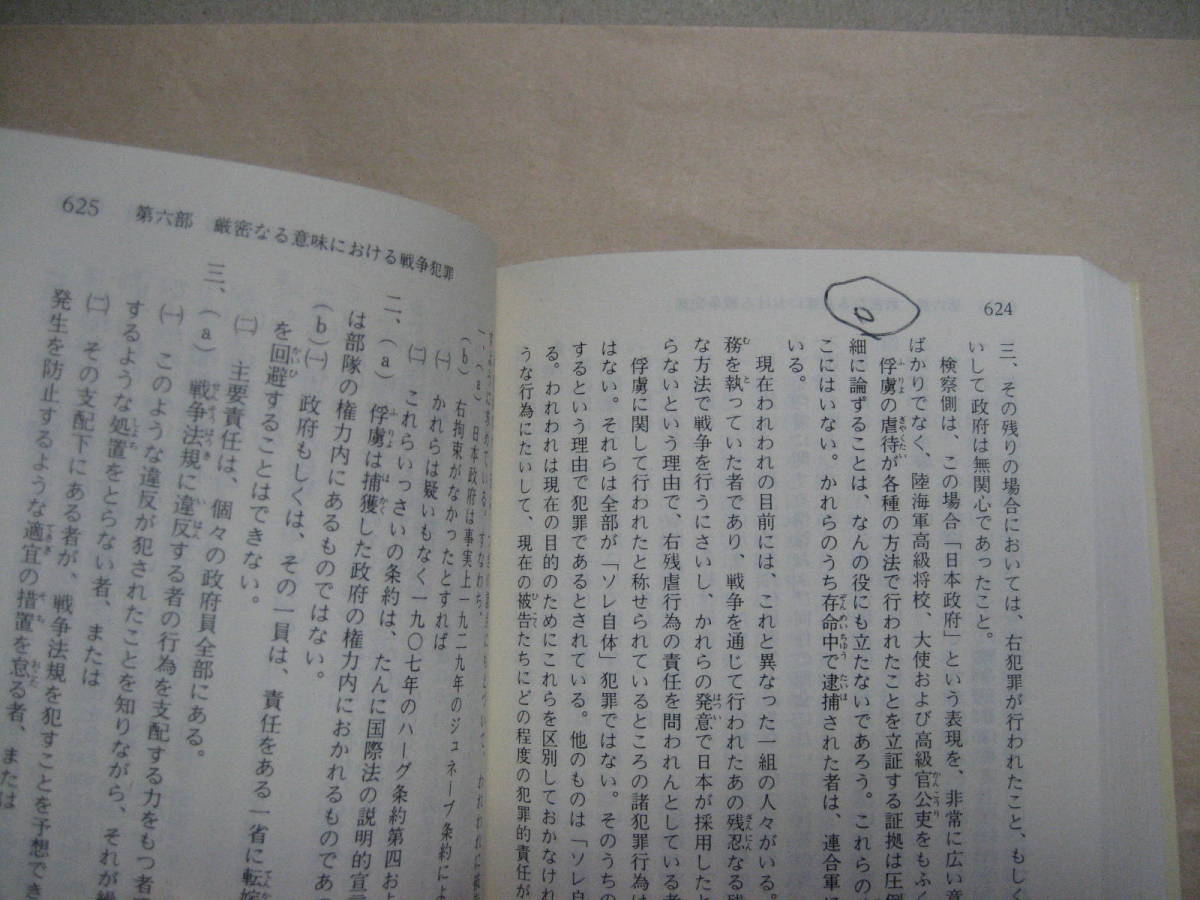 624
三、その残りの場合においては、右犯罪が行われたこと、もしく
いして政府は無関心であったこと。
検察側は、この場合「日本政府」という表現を、非常に広い意
ばかりでなく、陸海軍高級将校、大使および高級官公吏をもふく
俘虜の虐待が各種の方法で行われたことを立証する証拠は圧倒
細に論ずることは、なんの役にも立たないであろう。これらの
こにはいない。かれらのうち存命中で逮捕された者は、連合軍
いる。
現在われわれの目前には、これと異なった一組の人々がいる。
務を執っていた者であり、戦争を通じて行われたあの残忍なる残
な方法で戦争を行うにさいし、かれらの発意で日本が採用したと
らないという理由で、右残虐行為の責任を問われんとしている者
俘虜に関して行われたと称せられているところの諸犯罪行為は
はない。それらは全部が「ソレ自体」犯罪ではない。そのうちの
するという理由で犯罪であるとされている。他のものは「ソレ自
る。われわれは現在の目的のためにこれらを区別しておかなけれ
うな行為にたいして、現在の被告たちにどの程度の犯罪的責任が
625 第六部 厳密なる意味における戦争犯罪
一、(a) 日本政府は事実上一九二九年のジュネーブ条約によ
(b) 右拘束がなかったとすれば
㈠ かれらは疑いもなく一九〇七年のハーグ条約第四お
㈡ これらいっさいの条約は、たんに国際法の説明的宣
二、(a) 俘虜は捕獲した政府の権力内にあるものであ
は部隊の権力内にあるものではない。
(b)㈠ 政府もしくは、その一員は、責任ある一省に転嫁
を回避することはできない。
㈡ 主要責任は、個々の政府員全部にある。
三、(a) 戦争法規に違反する者の行為を支配する力をもつ者
㈠ このような違反が犯されたことを知りながら、それが
するような処置をとらない者、または
㈡ その支配下にある者が、戦争法規を犯すことを予想でき
発生を防止するような適宜の措置を怠る者、または